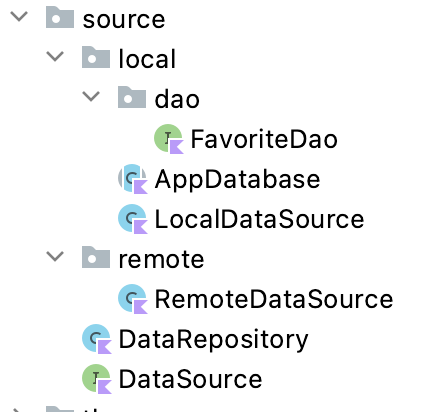 source
local
dao
FavoriteDao
AppDatabase
LocalDataSource
remote
RemoteDataSource
DataRepository
DataSource